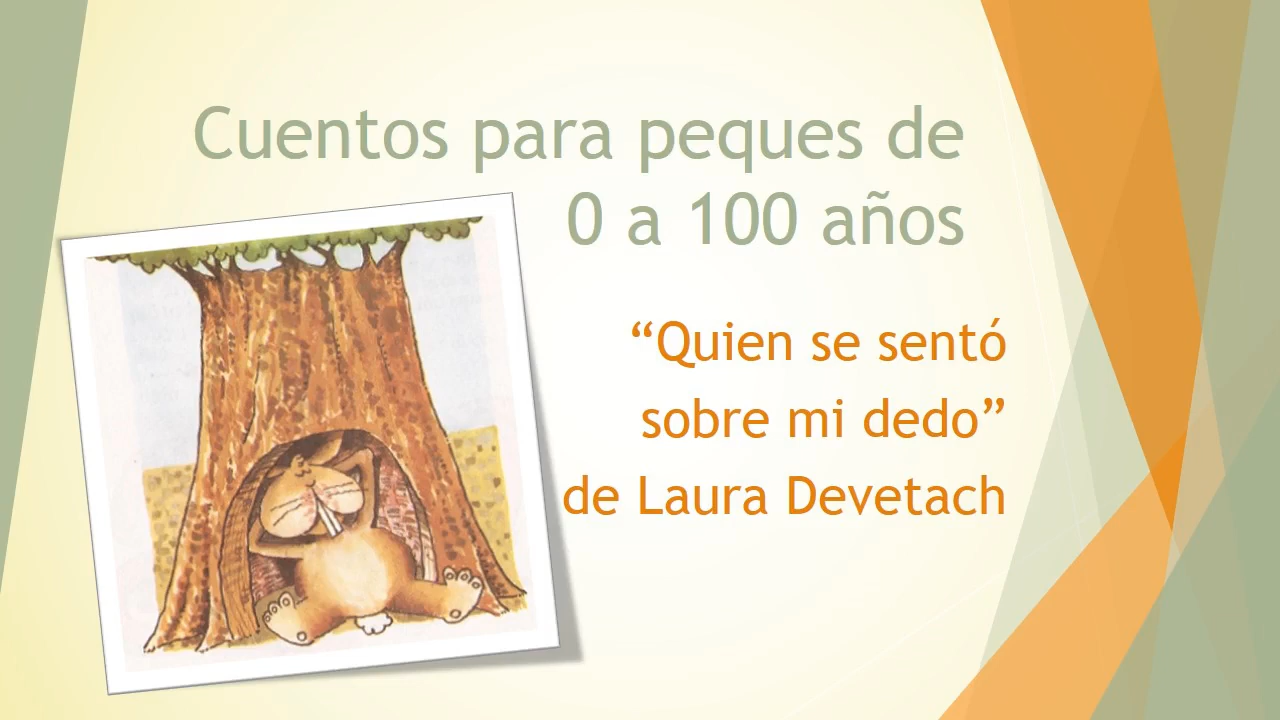 Cuentos para peques de
0 a 100 años
“Quien se sentó
sobre mi dedo”
de Laura Devetach